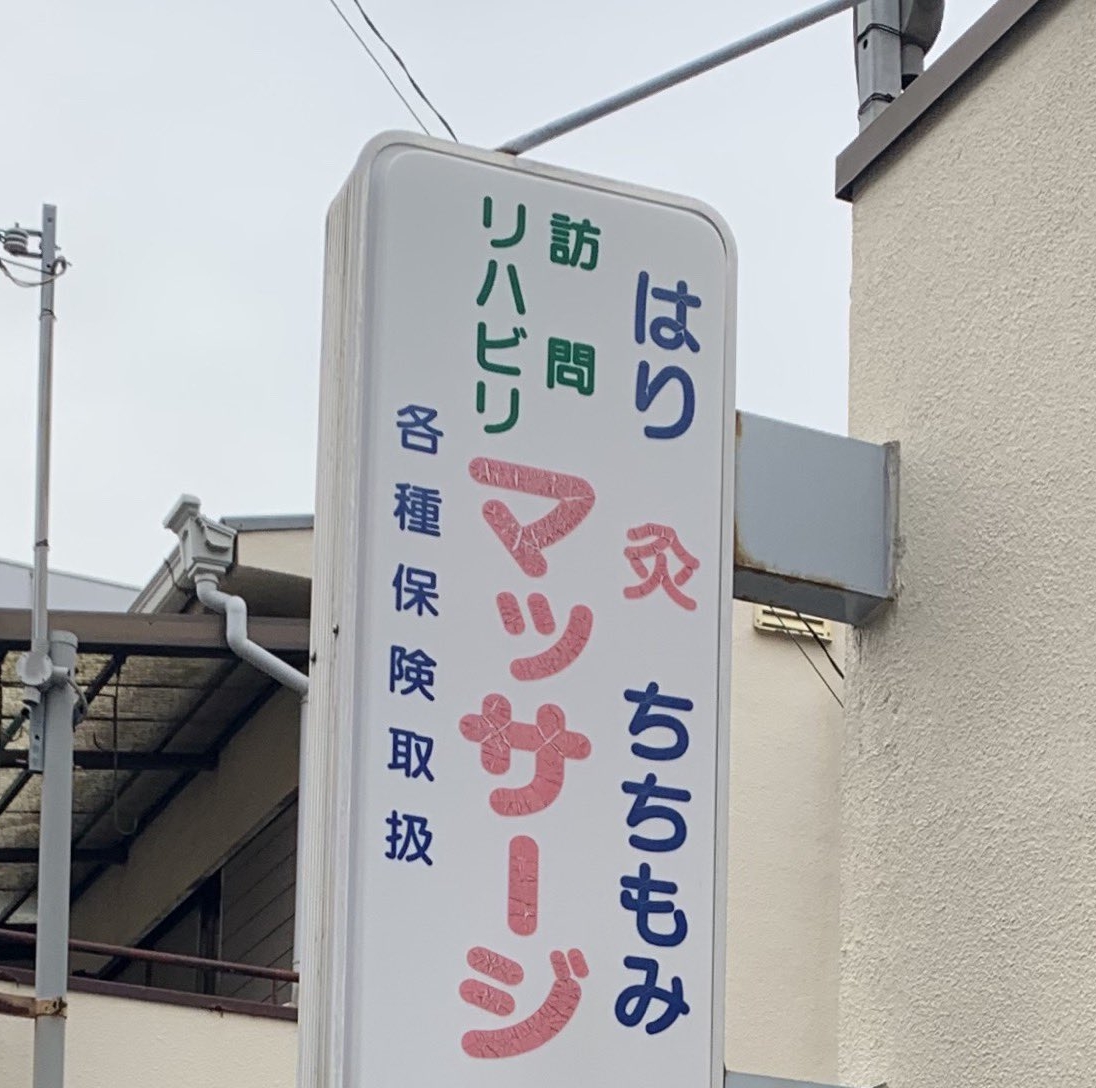 はり 灸 ちちもみ
訪問
リハビリ
マッサージ
各種保険取扱